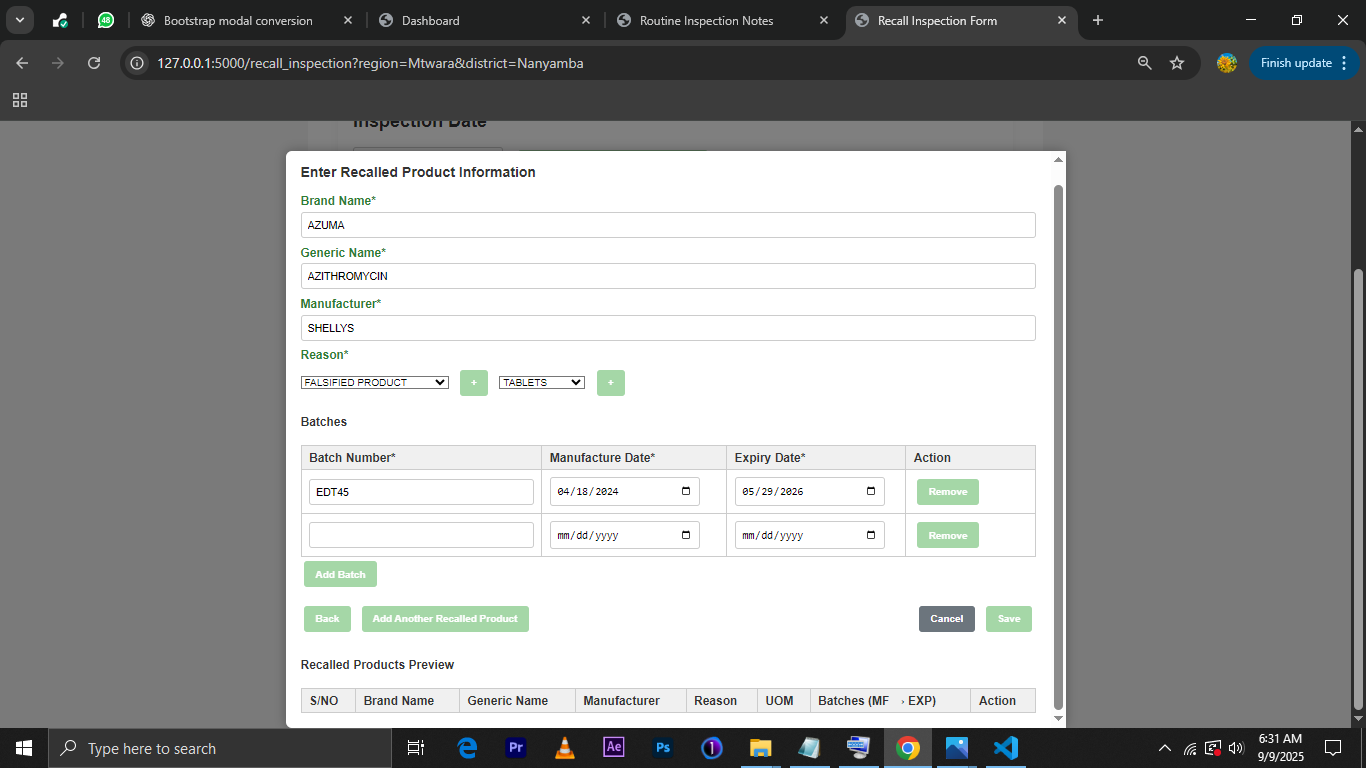 48
Bootstrap modal conversion
Dashboard
Routine Inspection Notes
Recall Inspection Form
127.0.0.1:5000/recall_inspection?region=Mtwara&district=Nanyamba
Finish update
Inspection Date
Enter Recalled Product Information
Brand Name*
AZUMA
Generic Name*
AZITHROMYCIN
Manufacturer*
SHELLYS
Reason*
FALSIFIED PRODUCT + TABLETS +
Batches
Batch Number* Manufacture Date* Expiry Date* Action
EDT45 04/18/2024 05/29/2026 Remove
mm/dd/yyyy mm/dd/yyyy Remove
Add Batch
Back Add Another Recalled Product Cancel Save
Recalled Products Preview
S/NO Brand Name Generic Name Manufacturer Reason UOM Batches (MF › EXP) Action
Type here to search
Pr
Ae
Ps
6:31 AM
9/9/2025